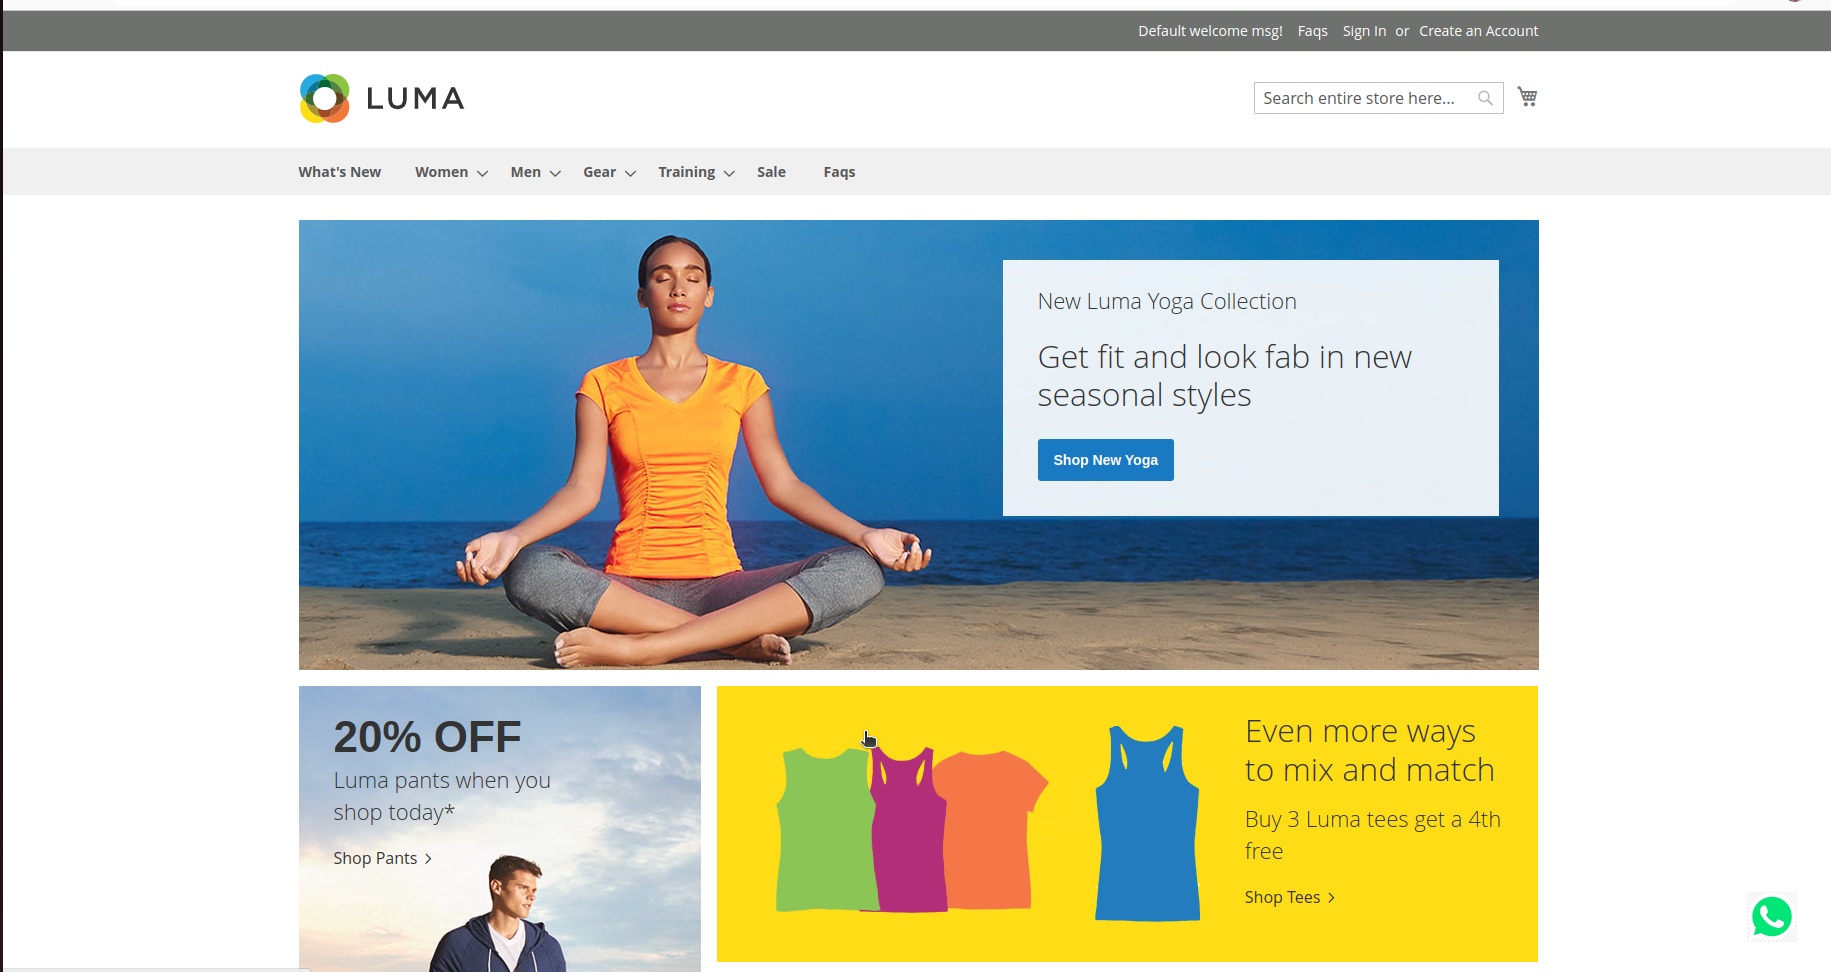 Default welcome msg! Faqs Sign In or Create an Account
LUMA
Search entire store here...
What's New Women Men Gear Training Sale Faqs
New Luma Yoga Collection
Get fit and look fab in new
seasonal styles
Shop New Yoga
20% OFF
Luma pants when you
shop today*
Shop Pants >
Even more ways
to mix and match
Buy 3 Luma tees get a 4th
free
Shop Tees >